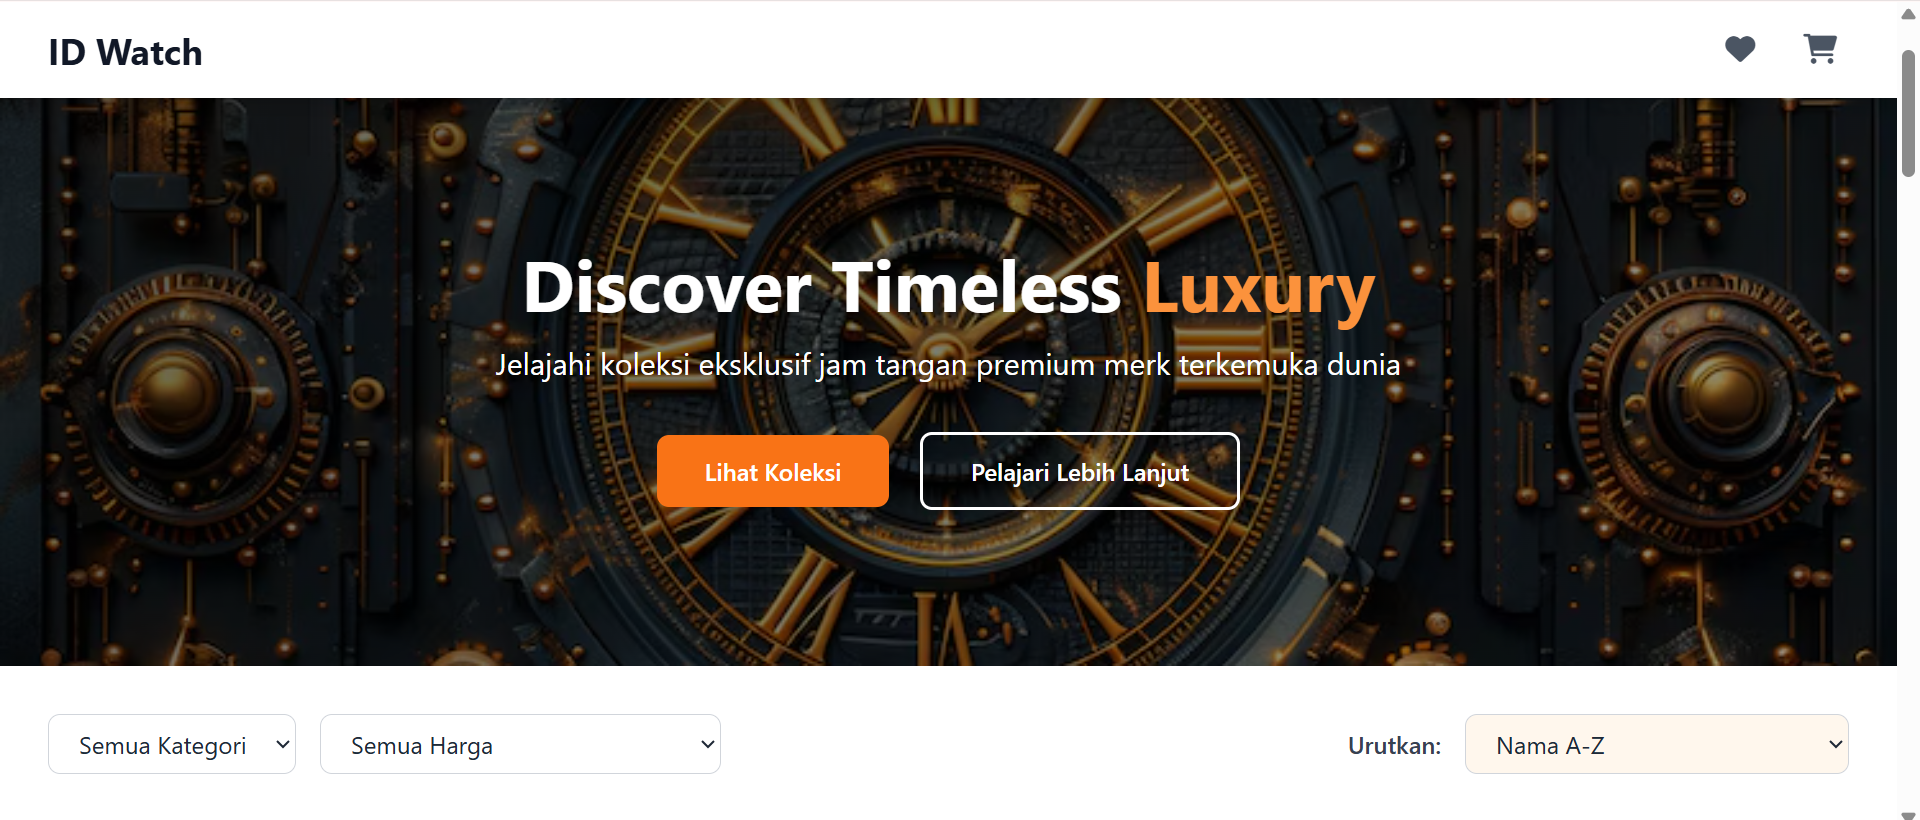 ID Watch
Discover Timeless Luxury
Jelajahi koleksi eksklusif jam tangan premium merk terkemuka dunia
Lihat Koleksi
Pelajari Lebih Lanjut
Semua Kategori
Semua Harga
Urutkan:
Nama A-Z